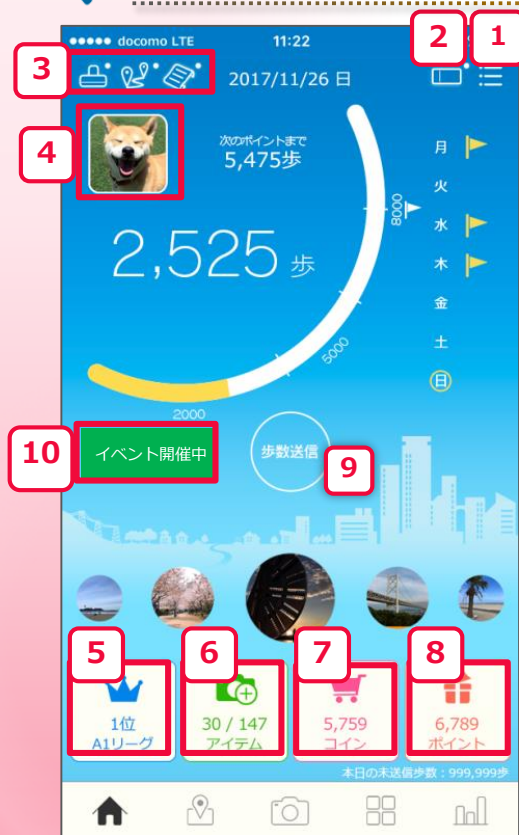 2
1
docomo LTE
11:22
3
2017/11/26 日
4
次のポイントまで
5,475歩
月
火
8000
水
2,525 歩
木
金
5000
土
日
2000
10
イベント開催中
歩数送信
9
5
6
7
8
1位
A1リーグ
30 / 147
アイテム
5,759
コイン
6,789
ポイント
本日の未送信歩数：999,999歩